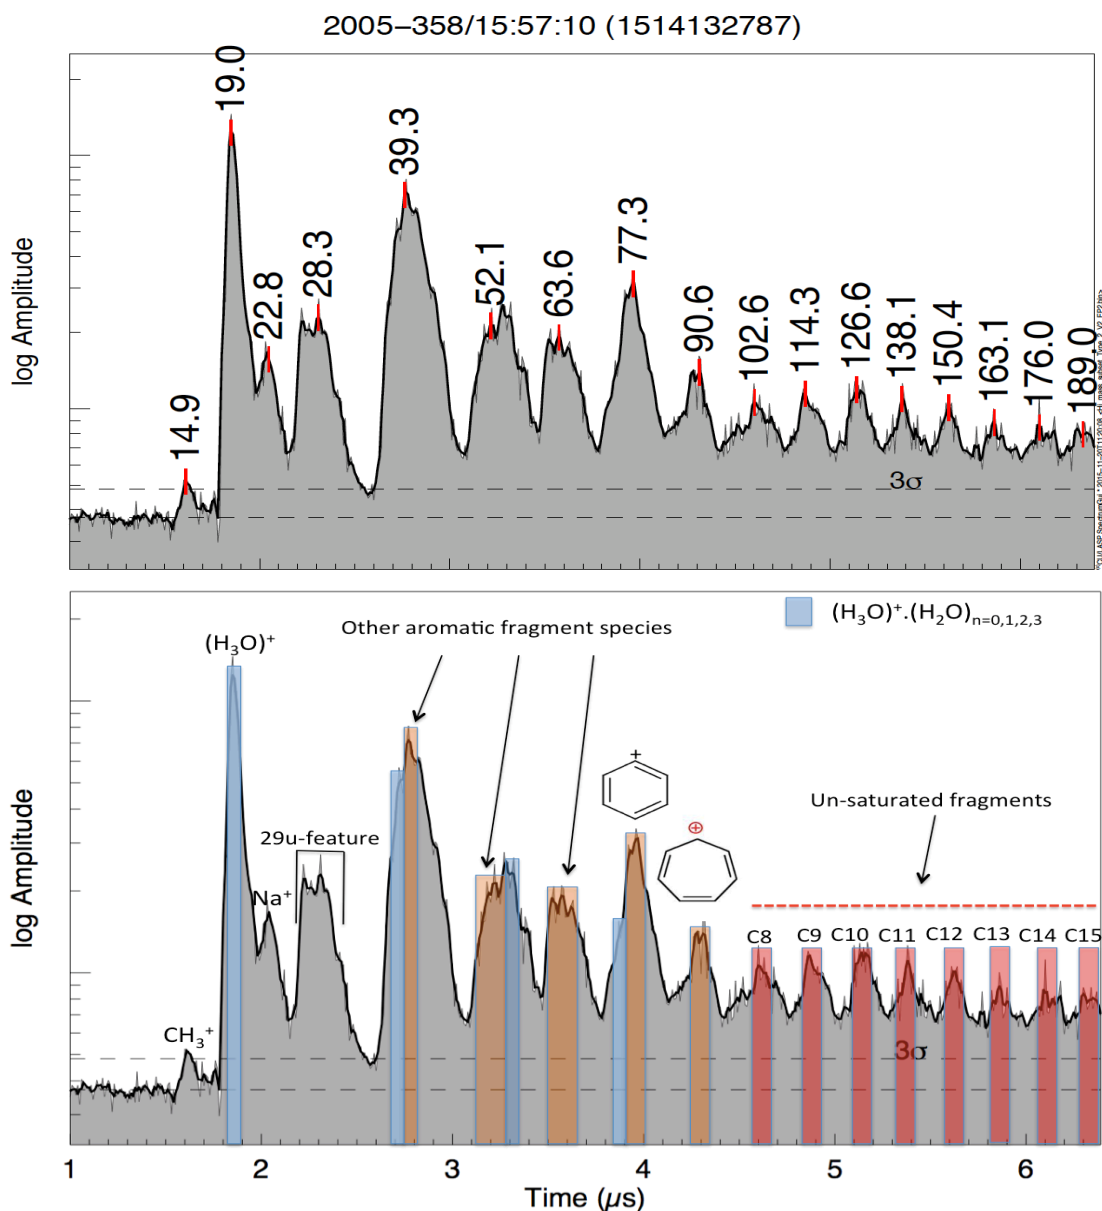 2005–358/15:57:10 (1514132787)
log Amplitude
14.9
19.0
22.8
28.3
39.3
52.1
63.6
77.3
90.6
102.6
114.3
126.6
138.1
150.4
163.1
176.0
189.0
3σ
(H3O)+.(H2O)n=0,1,2,3
Other aromatic fragment species
(H3O)+
+
⊕
Un-saturated fragments
29u-feature
Na+
CH3+
C8 C9 C10 C11 C12 C13 C14 C15
3σ
log Amplitude
1 2 3 4 5 6
Time (μs)